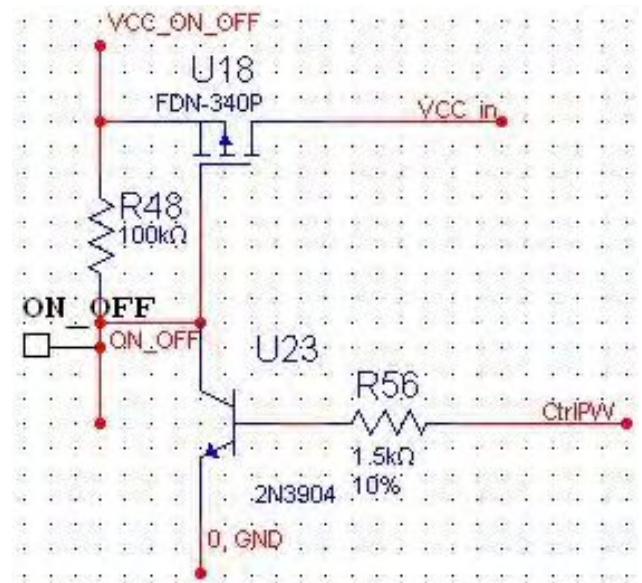 VCC_ON_OFF
U18
FDN-340P
VCC_in
R48
100kΩ
ON_OFF
ON_OFF
U23
R56
CtrlPW
1.5kΩ
10%
2N3904
0, GND